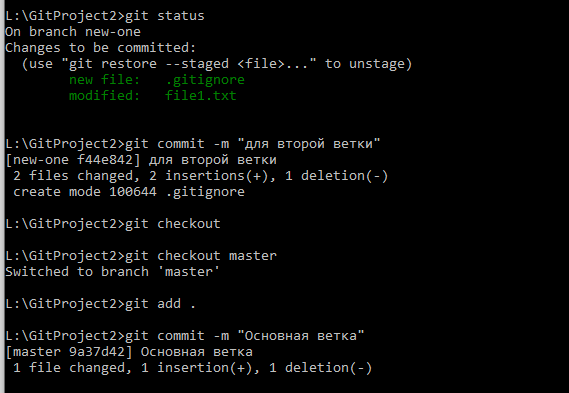 L:\GitProject2>git status
On branch new-one
Changes to be committed:
  (use "git restore --staged <file>..." to unstage)
        new file:   .gitignore
        modified:   file1.txt
L:\GitProject2>git commit -m "для второй ветки"
[new-one f44e842] для второй ветки
 2 files changed, 2 insertions(+), 1 deletion(-)
 create mode 100644 .gitignore
L:\GitProject2>git checkout
L:\GitProject2>git checkout master
Switched to branch 'master'
L:\GitProject2>git add .
L:\GitProject2>git commit -m "Основная ветка"
[master 9a37d42] Основная ветка
 1 file changed, 1 insertion(+), 1 deletion(-)